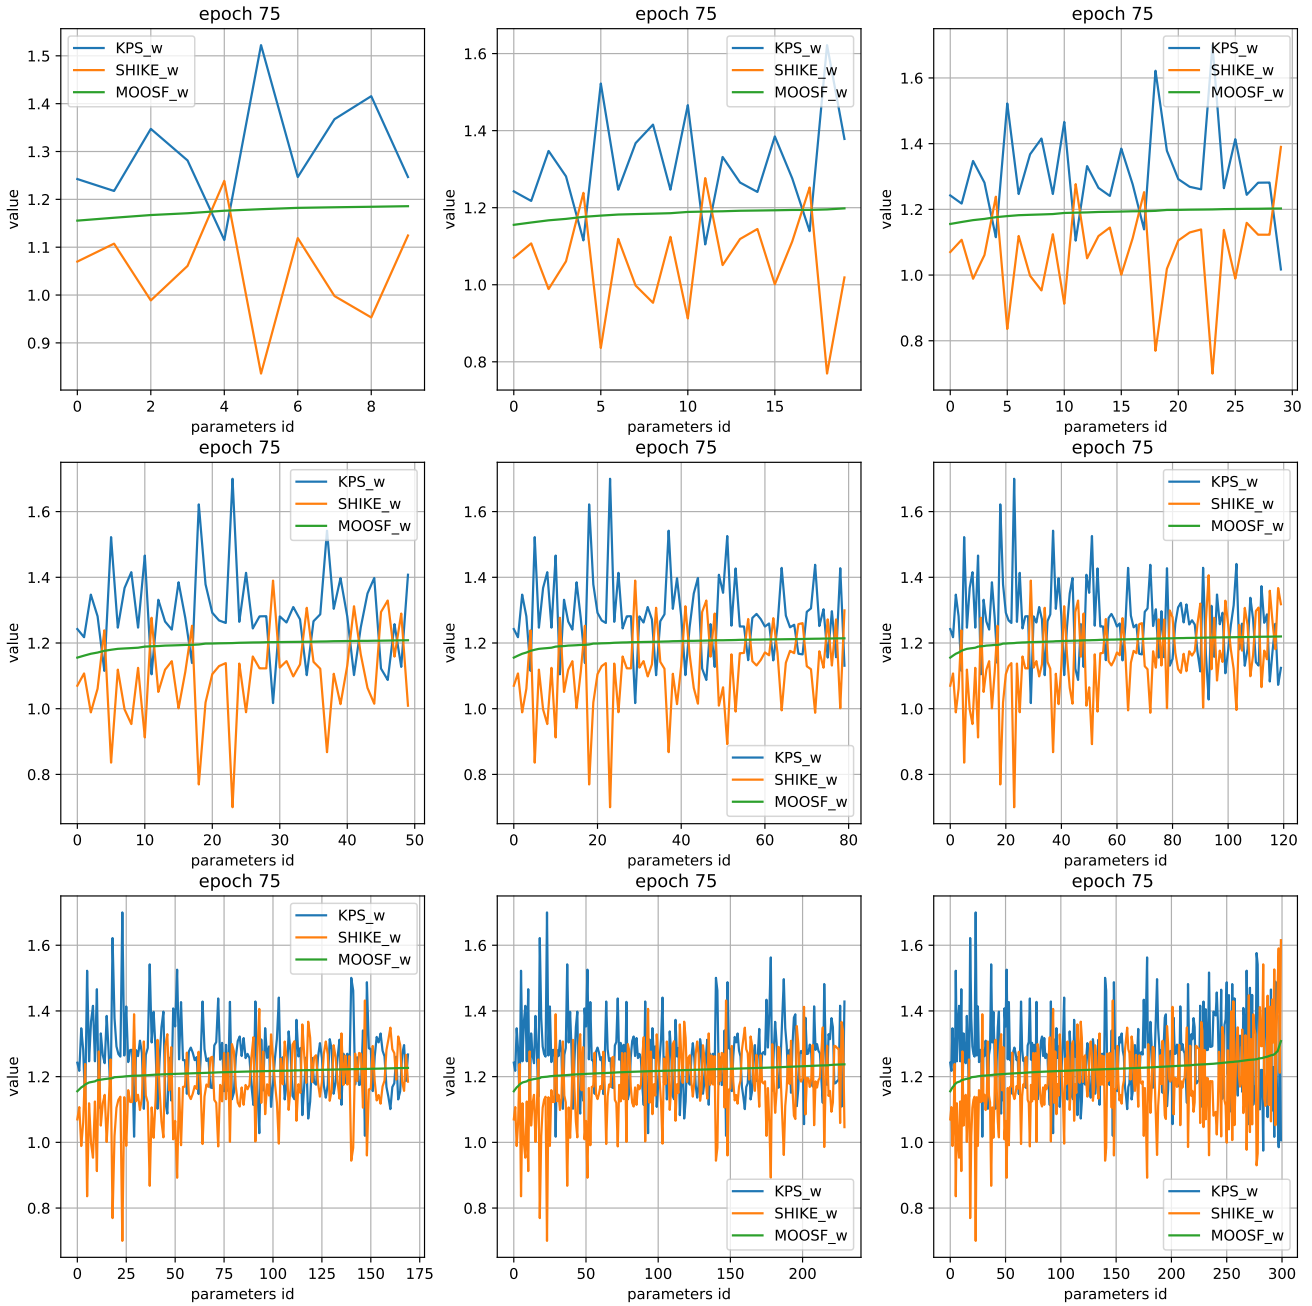 epoch 75
epoch 75
epoch 75
KPS_w
SHIKE_w
MOOSF_w
1.5
1.4
1.3
1.2
1.1
1.0
0.9
value
0 2 4 6 8
parameters id
KPS_w
SHIKE_w
MOOSF_w
1.6
1.4
1.2
1.0
0.8
value
0 5 10 15
parameters id
KPS_w
SHIKE_w
MOOSF_w
1.6
1.4
1.2
1.0
0.8
value
0 5 10 15 20 25 30
parameters id
epoch 75
epoch 75
epoch 75
KPS_w
SHIKE_w
MOOSF_w
1.6
1.4
1.2
1.0
0.8
value
0 10 20 30 40 50
parameters id
1.6
1.4
1.2
1.0
0.8
value
KPS_w
SHIKE_w
MOOSF_w
0 20 40 60 80
parameters id
KPS_w
SHIKE_w
MOOSF_w
1.6
1.4
1.2
1.0
0.8
value
0 20 40 60 80 100 120
parameters id
epoch 75
epoch 75
epoch 75
KPS_w
SHIKE_w
MOOSF_w
1.6
1.4
1.2
1.0
0.8
value
0 25 50 75 100 125 150 175
parameters id
1.6
1.4
1.2
1.0
0.8
value
KPS_w
SHIKE_w
MOOSF_w
0 50 100 150 200
parameters id
1.6
1.4
1.2
1.0
0.8
value
KPS_w
SHIKE_w
MOOSF_w
0 50 100 150 200 250 300
parameters id